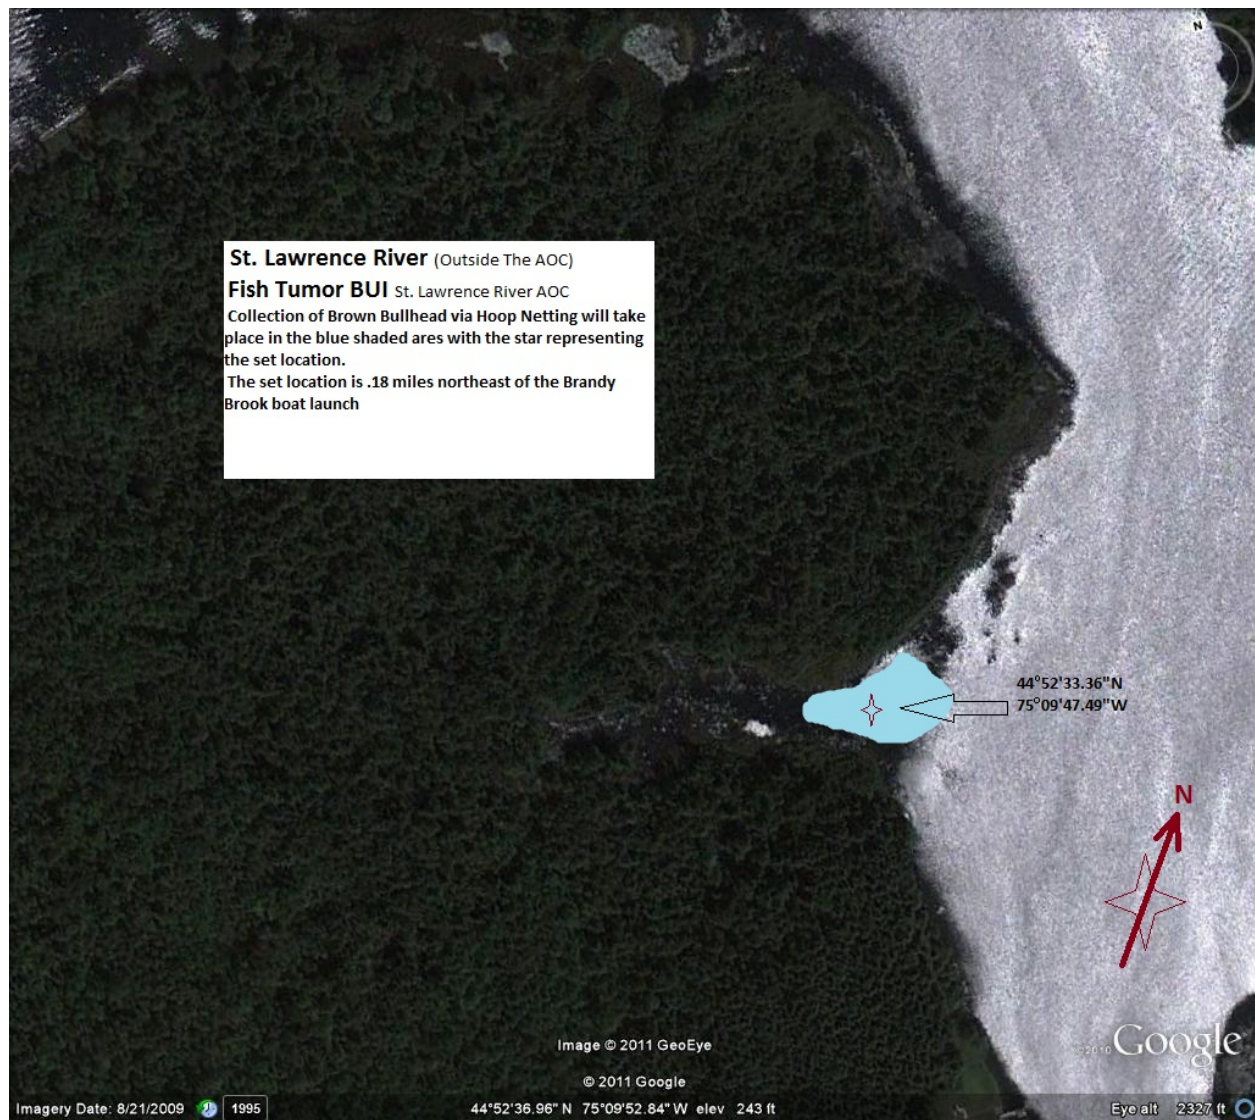 N
St. Lawrence River (Outside The AOC)
Fish Tumor BUI St. Lawrence River AOC
Collection of Brown Bullhead via Hoop Netting will take
place in the blue shaded ares with the star representing
the set location.
The set location is .18 miles northeast of the Brandy
Brook boat launch
44°52'33.36"N
75°09'47.49"W
N
Image © 2011 GeoEye
© 2011 Google
©2010 Google
Imagery Date: 8/21/2009 1995 44°52'36.96" N 75°09'52.84" W elev 243 ft Eye alt 2327 ft